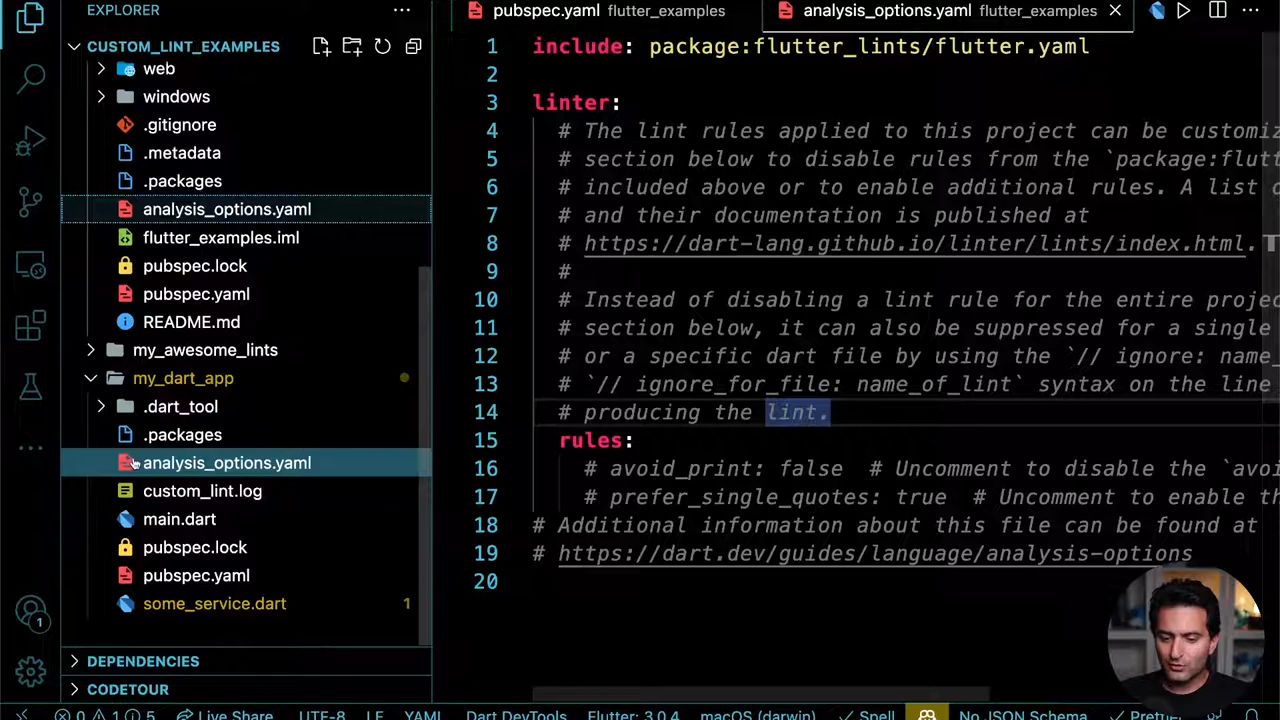 EXPLORER
CUSTOM_LINT_EXAMPLES
web
windows
.gitignore
.metadata
.packages
analysis_options.yaml
flutter_examples.iml
pubspec.lock
pubspec.yaml
README.md
my_awesome_lints
my_dart_app
.dart_tool
.packages
analysis_options.yaml
custom_lint.log
main.dart
pubspec.lock
pubspec.yaml
some_service.dart 1
DEPENDENCIES
CODETOUR
1
pubspec.yaml flutter_examples
analysis_options.yaml flutter_examples
1 include: package:flutter_lints/flutter.yaml
2
3 linter:
4 # The lint rules applied to this project can be customiz
5 # section below to disable rules from the `package:flutt
6 # included above or to enable additional rules. A list o
7 # and their documentation is published at
8 # https://dart-lang.github.io/linter/lints/index.html. T
9 #
10 # Instead of disabling a lint rule for the entire projec
11 # section below, it can also be suppressed for a single
12 # or a specific dart file by using the `// ignore: name_
13 # `// ignore_for_file: name_of_lint` syntax on the line
14 # producing the lint.
15 rules:
16 # avoid_print: false # Uncomment to disable the `avoi
17 # prefer_single_quotes: true # Uncomment to enable th
18 # Additional information about this file can be found at
19 # https://dart.dev/guides/language/analysis-options
20
0 1 5 Live Share UTF-8 LF YAML Dart DevTools Flutter: 3.0.4 macOS (darwin) Spell No JSON Schema Prettier